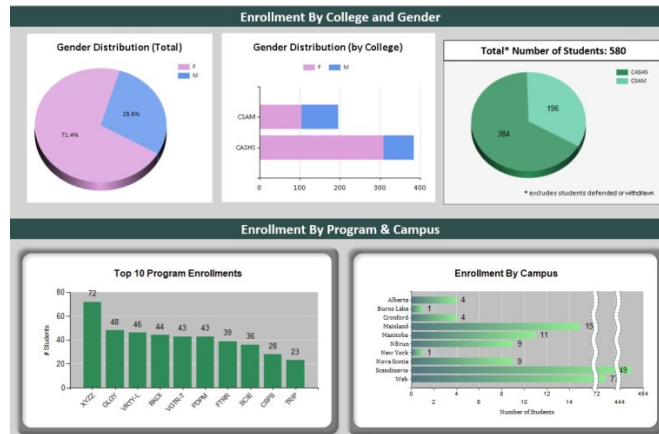 Enrollment By College and Gender
Gender Distribution (Total)
F
M
28.6%
71.4%
Gender Distribution (by College)
F M
CSAM
CASHS
0 100 200 300 400
Total* Number of Students: 580
CASHS
CSAM
196
384
* excludes students defended or withdrawn
Enrollment By Program & Campus
Top 10 Program Enrollments
# Students
80
60
40
20
0
72 48 46 44 43 43 39 36 28 23
XYZZ GLGY VRTY-L BKOI VGTR-T PDPM FTRR SCIE CSPS TRIP
Enrollment By Campus
Alberta 4
Burns Lake 1
Cronford 4
Mainland 15
Manitoba 11
NBrun 9
New York 1
Nova Scotia 9
Scandinavia 49
Web 7
0 2 4 6 8 10 12 14 72 444 484
Number of Students